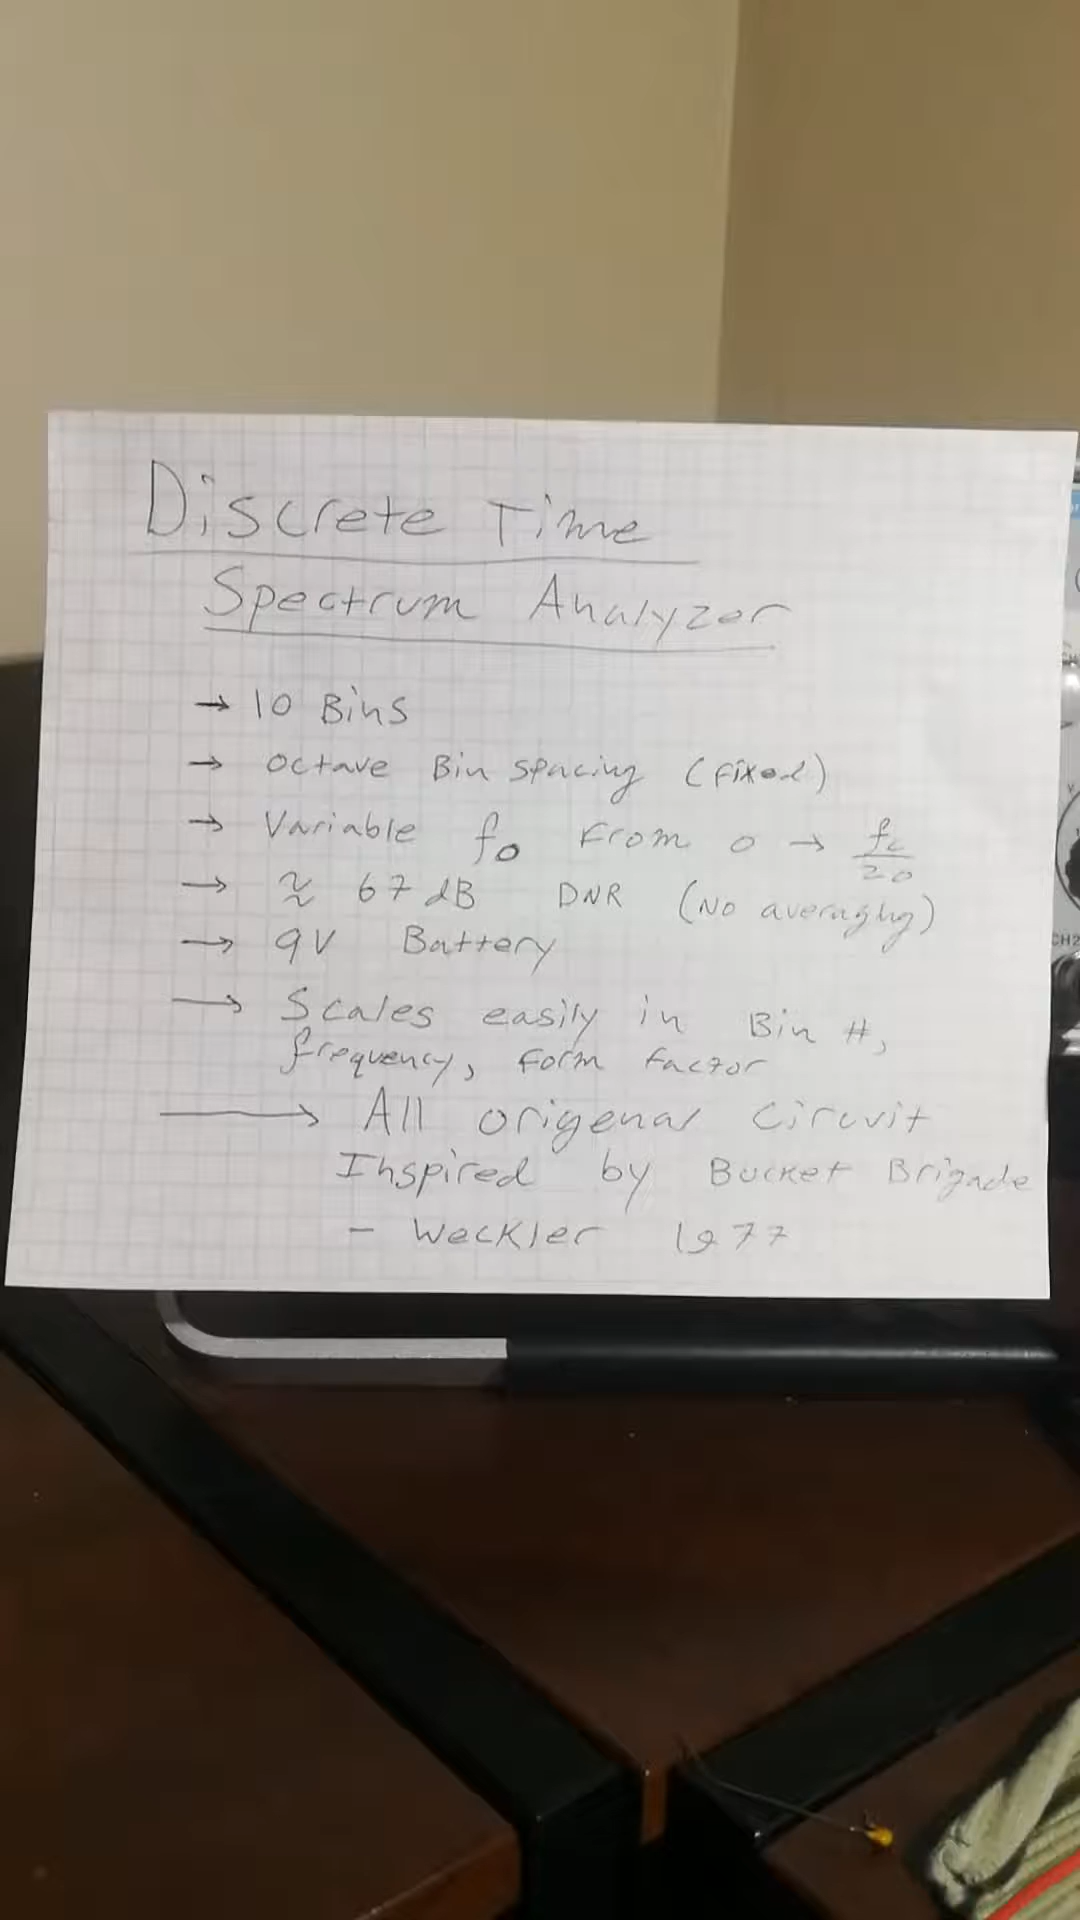 Discrete Time
Spectrum Analyzer
→ 10 Bins
→ Octave Bin spacing (fixed)
→ Variable f₀ From 0 → fc/20
→ ≈ 67 dB DNR (No averaging)
→ 9V Battery
→ Scales easily in Bin #,
frequency, Form factor
→ All origenal Circuit
Inspired by Bucket Brigade
- Weckler 1977
CH2